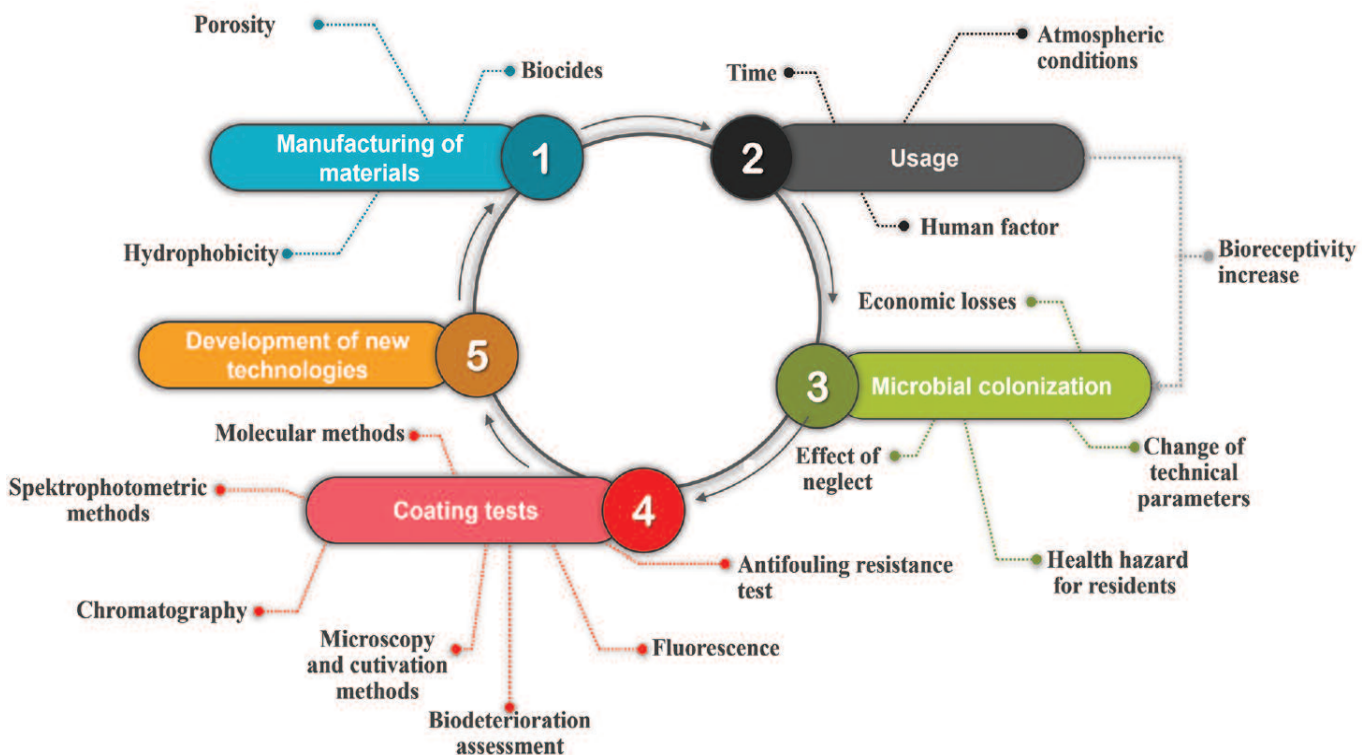 Porosity
Biocides
Manufacturing of
materials
1
Hydrophobicity
Time
Atmospheric
conditions
2
Usage
Human factor
Bioreceptivity
increase
Economic losses
3
Microbial colonization
Effect of
neglect
Change of
technical
parameters
Health hazard
for residents
Development of new
technologies
5
Molecular methods
Spektrophotometric
methods
Coating tests
4
Chromatography
Microscopy
and cutivation
methods
Biodeterioration
assessment
Fluorescence
Antifouling resistance
test